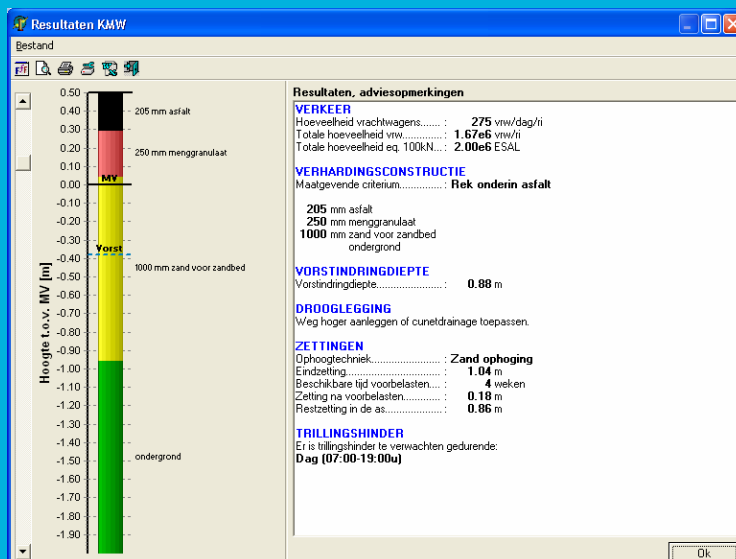 Resultaten KMW
Bestand
0.50
0.40
0.30
0.20
0.10
0.00
-0.10
-0.20
-0.30
-0.40
-0.50
-0.60
-0.70
-0.80
-0.90
-1.00
-1.10
-1.20
-1.30
-1.40
-1.50
-1.60
-1.70
-1.80
-1.90
Hoogte t.o.v. MV [m]
205 mm asfalt
250 mm menggranulaat
MV
Vorst
1000 mm zand voor zandbed
ondergrond
Resultaten, adviesopmerkingen
VERKEER
Hoeveelheid vrachtwagens...... : 275 vrw/dag/ri
Totale hoeveelheid vrw............. : 1.67e6 vrw/ri
Totale hoeveelheid eq. 100kN... : 2.00e6 ESAL
VERHARDINGSCONSTRUCTIE
Maatgevende criterium.............. : Rek onderin asfalt
205 mm asfalt
250 mm menggranulaat
1000 mm zand voor zandbed
ondergrond
VORSTINDRINGDIEPTE
Vorstindringdiepte...................... : 0.88 m
DROOGLEGGING
Weg hoger aanleggen of cunetdrainage toepassen.
ZETTINGEN
Ophoogtechniek........................ : Zand ophoging
Eindzetting................................. : 1.04 m
Beschikbare tijd voorbelasten.... : 4 weken
Zetting na voorbelasten............. : 0.18 m
Restzetting in de as................... : 0.86 m
TRILLINGSHINDER
Er is trillingshinder te verwachten gedurende:
Dag (07:00-19:00u)
Ok